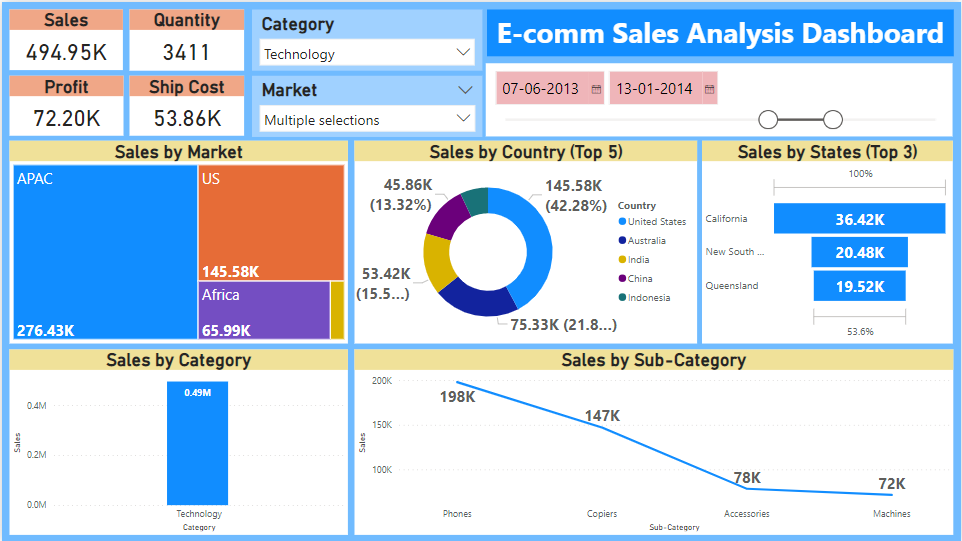 Sales
494.95K
Quantity
3411
Profit
72.20K
Ship Cost
53.86K
Category
Technology
Market
Multiple selections
E-comm Sales Analysis Dashboard
07-06-2013
13-01-2014
Sales by Market
APAC
276.43K
US
145.58K
Africa
65.99K
Sales by Country (Top 5)
145.58K
(42.28%)
75.33K (21.8...)
53.42K
(15.5...)
45.86K
(13.32%)
Country
United States
Australia
India
China
Indonesia
Sales by States (Top 3)
100%
California
36.42K
New South ...
20.48K
Queensland
19.52K
53.6%
Sales by Category
Sales
0.4M
0.2M
0.0M
0.49M
Technology
Category
Sales by Sub-Category
Sales
200K
150K
100K
198K
147K
78K
72K
Phones
Copiers
Accessories
Machines
Sub-Category